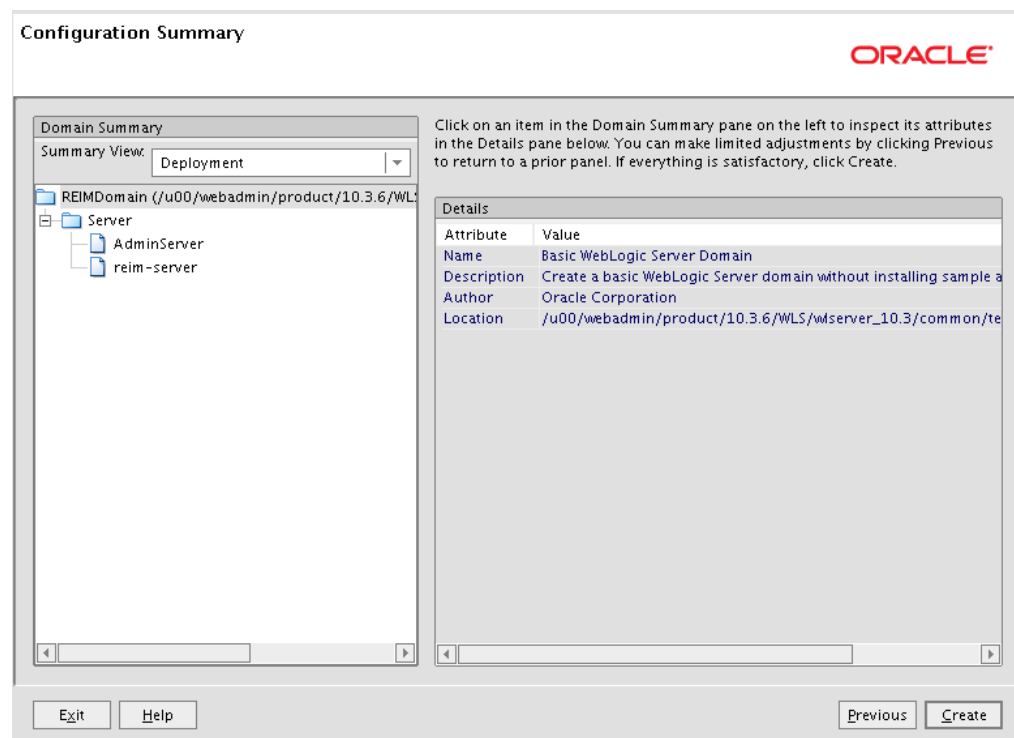 Configuration Summary
ORACLE
Domain Summary
Summary View:
Deployment
REIMDomain (/u00/webadmin/product/10.3.6/WL
Server
AdminServer
reim-server
Click on an item in the Domain Summary pane on the left to inspect its attributes
in the Details pane below. You can make limited adjustments by clicking Previous
to return to a prior panel. If everything is satisfactory, click Create.
Details
Attribute Value
Name Basic WebLogic Server Domain
Description Create a basic WebLogic Server domain without installing sample a
Author Oracle Corporation
Location /u00/webadmin/product/10.3.6/WLS/wlserver_10.3/common/te
Exit Help Previous Create